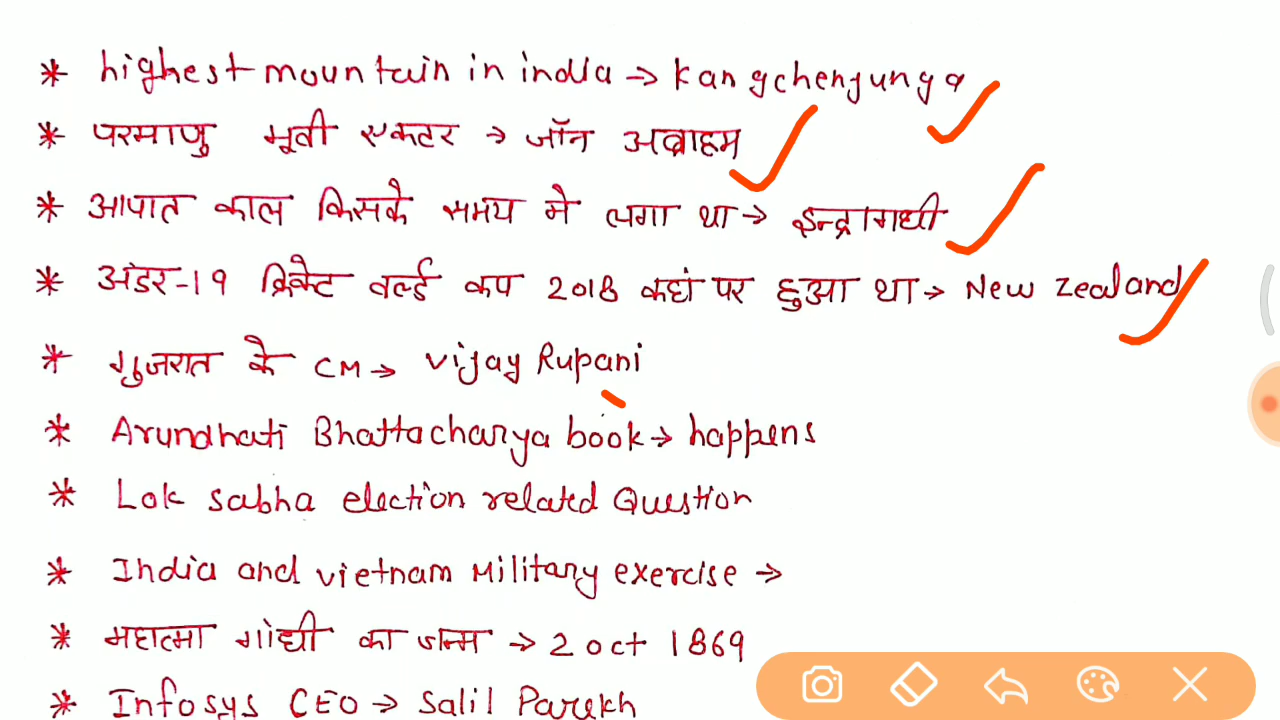 * highest mountain in india → Kangchenjunga
* परमाणु मूवी एकटर → जॉन अब्राहम
* आपात काल किसके समय मे लगा था → इन्द्रा गाधी
* अंडर-19 क्रिकेट वर्ल्ड कप 2018 कहां पर हुआ था → New Zealand
* गुजरात के CM → Vijay Rupani
* Arundhati Bhattacharya book → happens
* Lok sabha election related Question
* India and vietnam Military exercise →
* महात्मा गांधी का जन्म → 2 oct 1869
* Infosys CEO → Salil Parekh